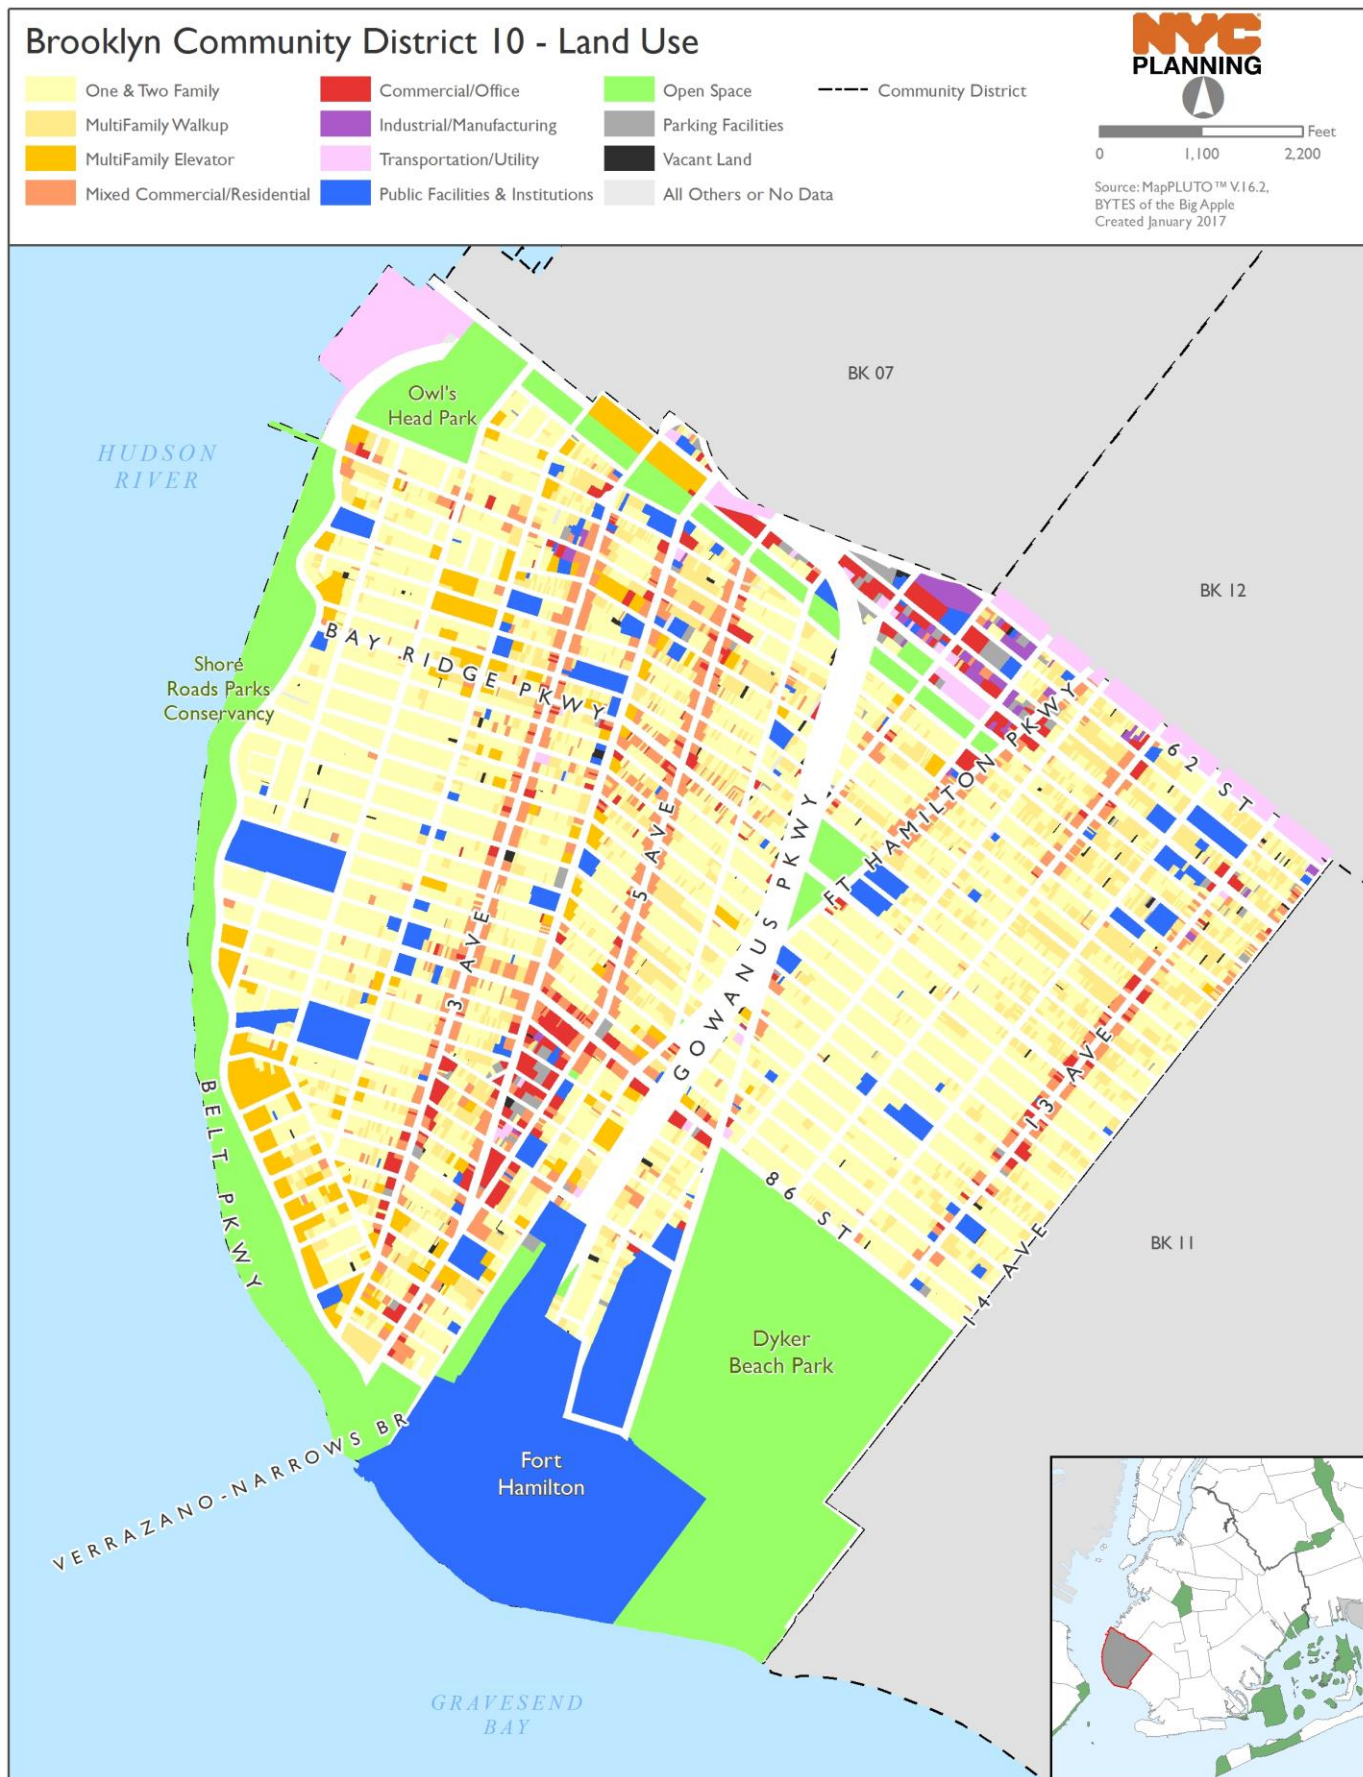 Brooklyn Community District 10 - Land Use
One & Two Family
MultiFamily Walkup
MultiFamily Elevator
Mixed Commercial/Residential
Commercial/Office
Industrial/Manufacturing
Transportation/Utility
Public Facilities & Institutions
Open Space
Parking Facilities
Vacant Land
All Others or No Data
Community District
NYC
PLANNING
Feet
0 1,100 2,200
Source: MapPLUTO™ V.16.2,
BYTES of the Big Apple
Created January 2017
BK 07
Owl's
Head Park
HUDSON
RIVER
BK 12
BAY RIDGE PKWY
Shore
Roads Parks
Conservancy
62 ST
FT HAMILTON PKWY
GOWANUS PKWY
5 AVE
3 AVE
13 AVE
BELT PKWY
86 ST
14 AVE
BK 11
Dyker
Beach Park
VERRAZANO-NARROWS BR
Fort
Hamilton
GRAVESEND
BAY